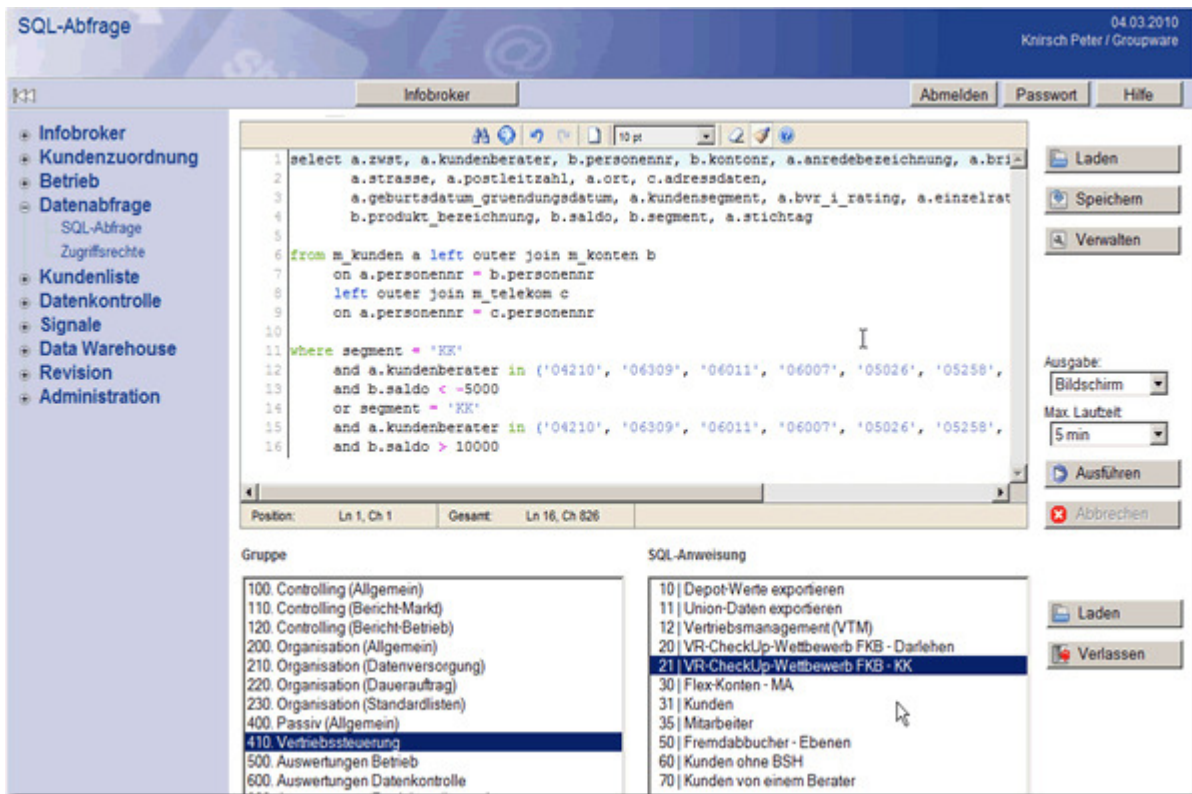 SQL-Abfrage
04.03.2010
Knirsch Peter / Groupware
Infobroker
Abmelden
Passwort
Hilfe
Infobroker
Kundenzuordnung
Betrieb
Datenabfrage
SQL-Abfrage
Zugriffsrechte
Kundenliste
Datenkontrolle
Signale
Data Warehouse
Revision
Administration
10 pt
1 select a.zwst, a.kundenberater, b.personennr, b.kontonr, a.anredebezeichnung, a.bri
2 a.strasse, a.postleitzahl, a.ort, c.adressdaten,
3 a.geburtsdatum_gruendungsdatum, a.kundensegment, a.bvr_i_rating, a.einzelrat
4 b.produkt_bezeichnung, b.saldo, b.segment, a.stichtag
5
6 from m_kunden a left outer join m_konten b
7 on a.personennr = b.personennr
8 left outer join m_telekom c
9 on a.personennr = c.personennr
10
11 where segment = 'KK'
12 and a.kundenberater in ('04210', '06309', '06011', '06007', '05026', '05258',
13 and b.saldo < -5000
14 or segment = 'KK'
15 and a.kundenberater in ('04210', '06309', '06011', '06007', '05026', '05258',
16 and b.saldo > 10000
Position: Ln 1, Ch 1 Gesamt: Ln 16, Ch 826
Laden
Speichern
Verwalten
Ausgabe:
Bildschirm
Max. Laufzeit:
5 min
Ausführen
Abbrechen
Gruppe
100. Controlling (Allgemein)
110. Controlling (Bericht-Markt)
120. Controlling (Bericht-Betrieb)
200. Organisation (Allgemein)
210. Organisation (Datenversorgung)
220. Organisation (Dauerauftrag)
230. Organisation (Standardlisten)
400. Passiv (Allgemein)
410. Vertriebssteuerung
500. Auswertungen Betrieb
600. Auswertungen Datenkontrolle
SQL-Anweisung
10 | Depot-Werte exportieren
11 | Union-Daten exportieren
12 | Vertriebsmanagement (VTM)
20 | VR-CheckUp-Wettbewerb FKB - Darlehen
21 | VR-CheckUp-Wettbewerb FKB - KK
30 | Flex-Konten - MA
31 | Kunden
35 | Mitarbeiter
50 | Fremdabbucher - Ebenen
60 | Kunden ohne BSH
70 | Kunden von einem Berater
Laden
Verlassen